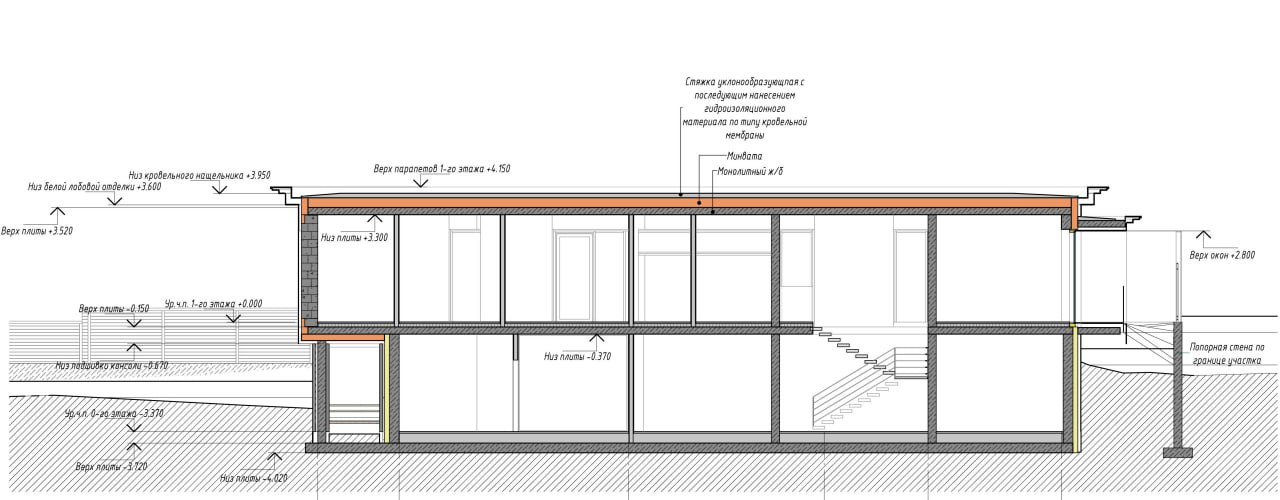 Стяжка уклонообразующая с
последующим нанесением
гидроизоляционного
материала по типу кровельной
мембраны
Минвата
Монолитный ж/б
Верх парапетов 1-го этажа +4.150
Низ кровельного нащельника +3.950
Низ белой лобовой отделки +3.600
Верх плиты +3.520
Низ плиты +3.300
Верх окон +2.800
Ур.ч.п. 1-го этажа +0.000
Верх плиты -0.150
Низ плиты -0.370
Низ подшивки консоли -0.670
Попорная стена по
границе участка
Ур.ч.п. 0-го этажа -3.370
Верх плиты -3.720
Низ плиты -4.020